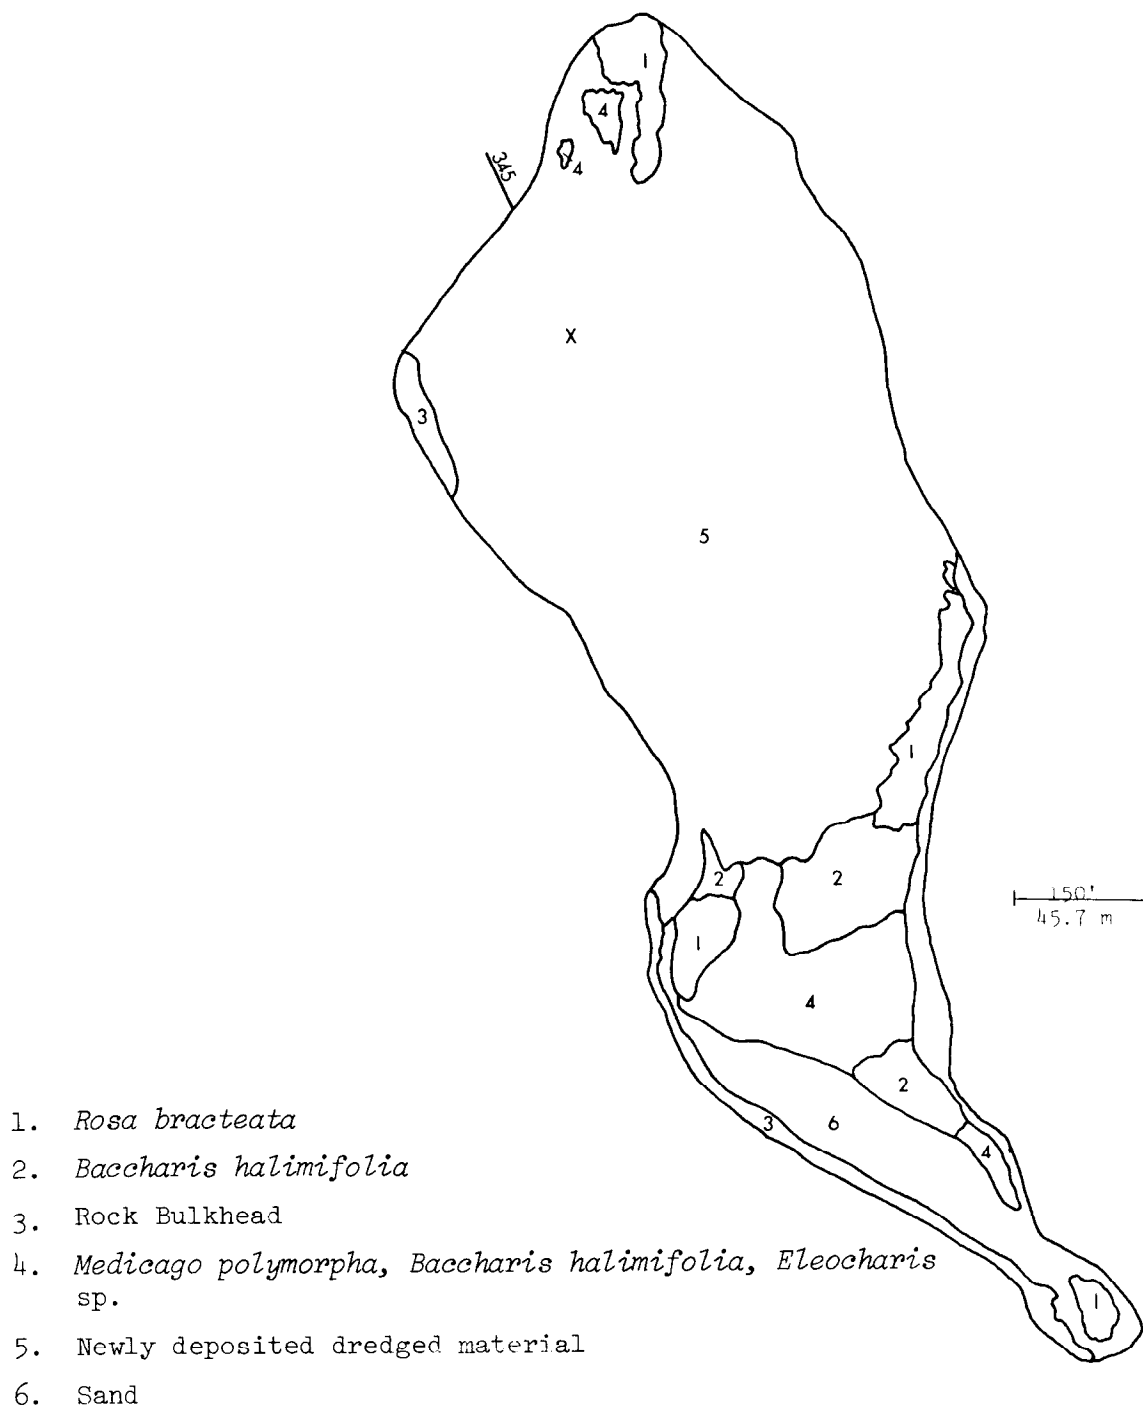 1
4
4
345
X
3
5
1
2
2
150'
45.7 m
1
4
2
3
6
4
1
1. Rosa bracteata
2. Baccharis halimifolia
3. Rock Bulkhead
4. Medicago polymorpha, Baccharis halimifolia, Eleocharis
sp.
5. Newly deposited dredged material
6. Sand